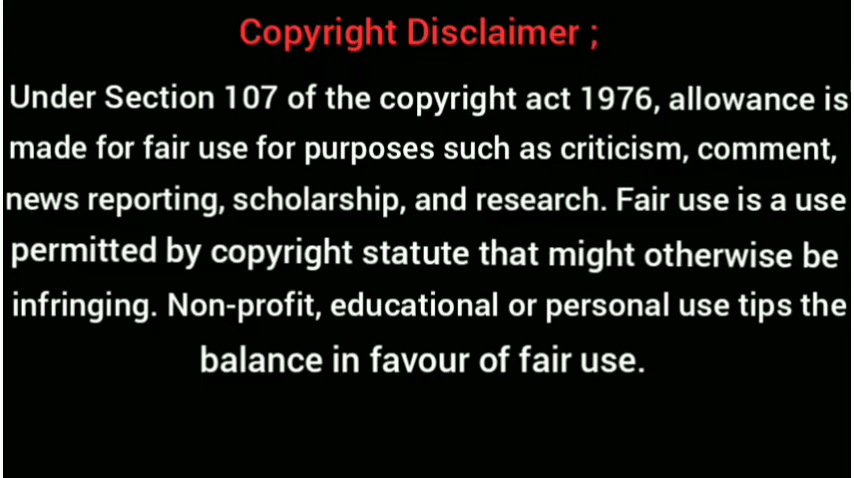 Copyright Disclaimer ;
Under Section 107 of the copyright act 1976, allowance is
made for fair use for purposes such as criticism, comment,
news reporting, scholarship, and research. Fair use is a use
permitted by copyright statute that might otherwise be
infringing. Non-profit, educational or personal use tips the
balance in favour of fair use.